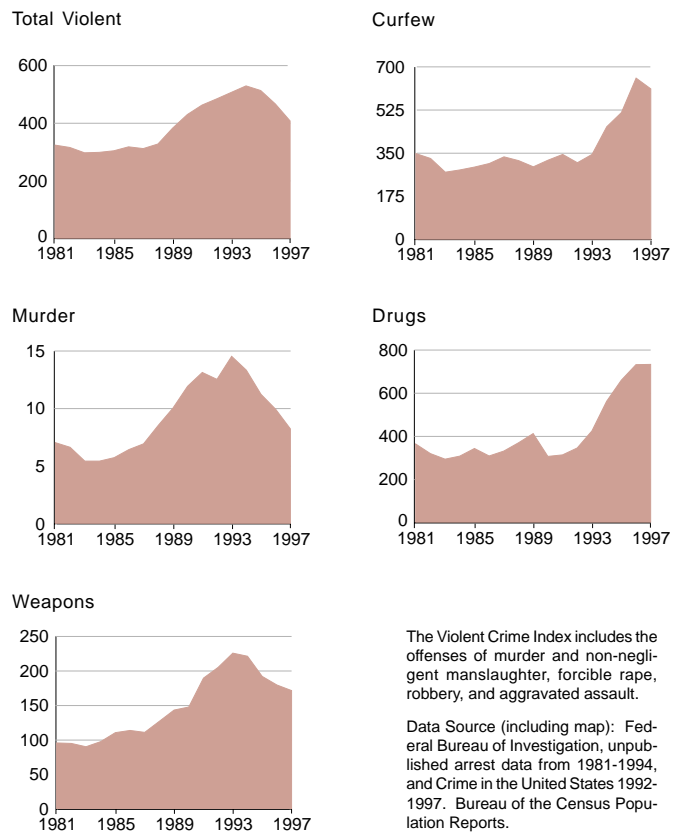 Total Violent
600
400
200
0
1981 1985 1989 1993 1997
Curfew
700
525
350
175
0
1981 1985 1989 1993 1997
Murder
15
10
5
0
1981 1985 1989 1993 1997
Drugs
800
600
400
200
0
1981 1985 1989 1993 1997
Weapons
250
200
150
100
50
0
1981 1985 1989 1993 1997
The Violent Crime Index includes the
offenses of murder and non-negli-
gent manslaughter, forcible rape,
robbery, and aggravated assault.
Data Source (including map): Fed-
eral Bureau of Investigation, unpub-
lished arrest data from 1981-1994,
and Crime in the United States 1992-
1997. Bureau of the Census Popu-
lation Reports.